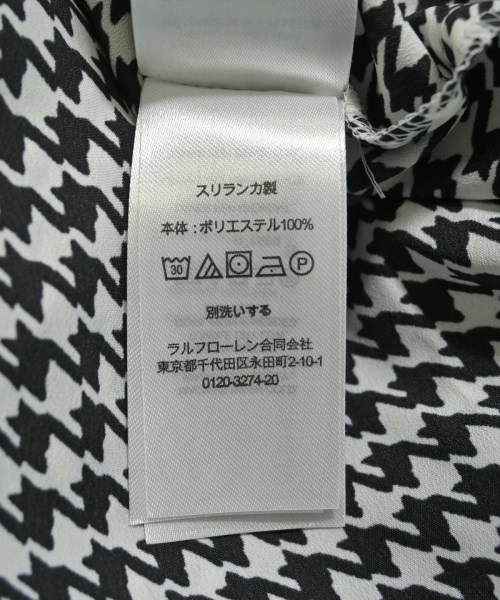 スリランカ製
本体 : ポリエステル100%
30 P
別洗いする
ラルフローレン合同会社
東京都千代田区永田町2-10-1
0120-3274-20